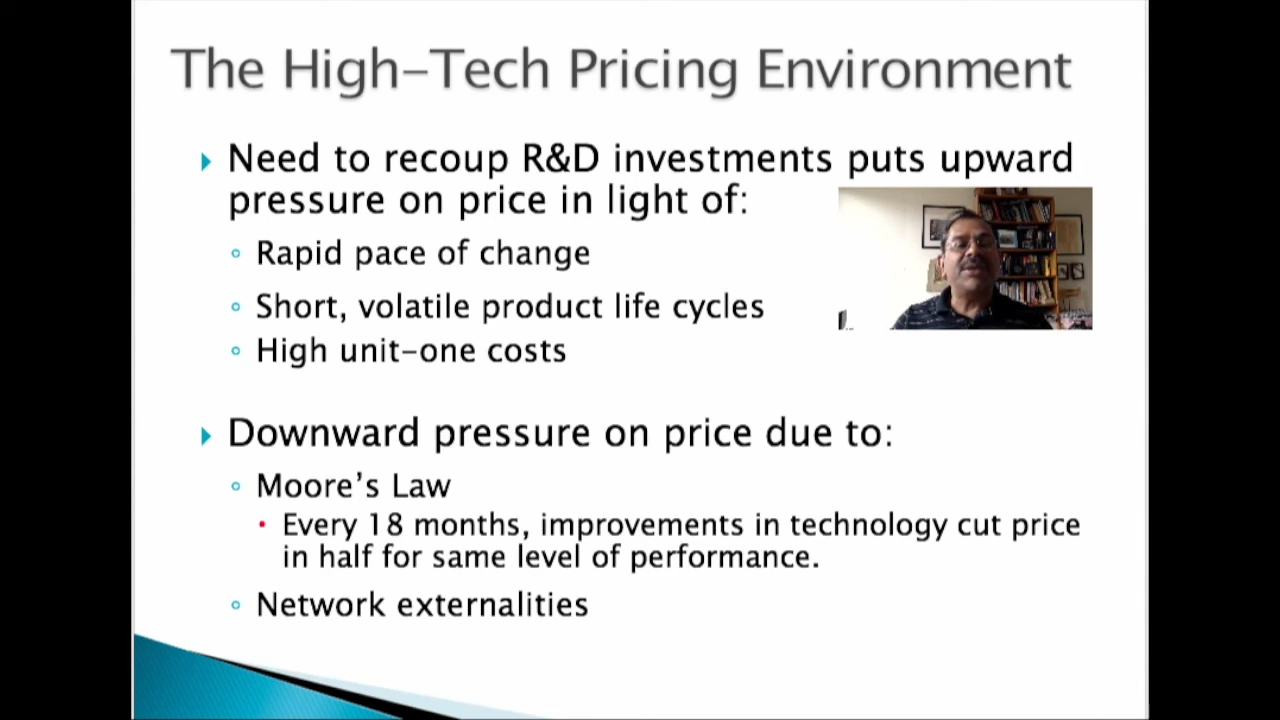 The High-Tech Pricing Environment
Need to recoup R&D investments puts upward
pressure on price in light of:
Rapid pace of change
Short, volatile product life cycles
High unit-one costs
Downward pressure on price due to:
Moore’s Law
Every 18 months, improvements in technology cut price
in half for same level of performance.
Network externalities